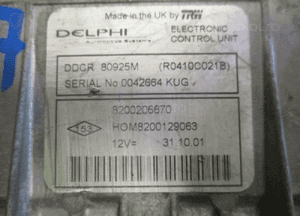 Made in the UK by TRW
DELPHI ELECTRONIC
Automotive Systems CONTROL UNIT
DDCR 80925M (R0410C021B)
SERIAL No 0042664 KUG
8200206670
153 HOM8200129063
12V= 31.10.01